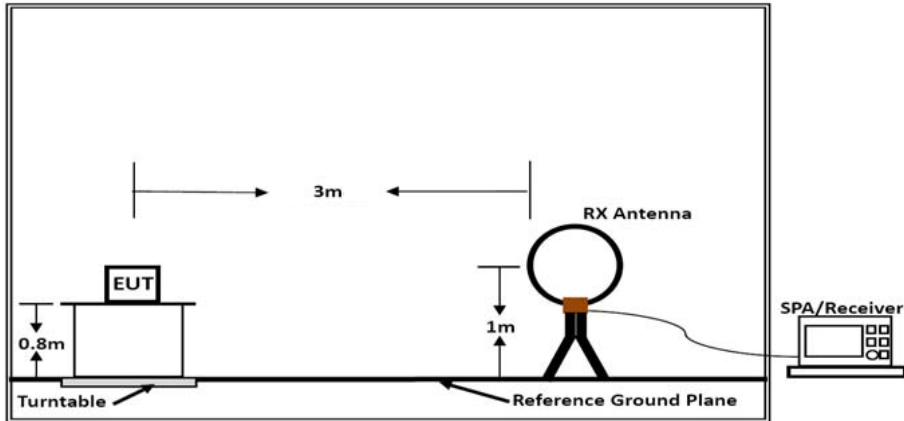 3m
RX Antenna
EUT
SPA/Receiver
0.8m
1m
Turntable
Reference Ground Plane